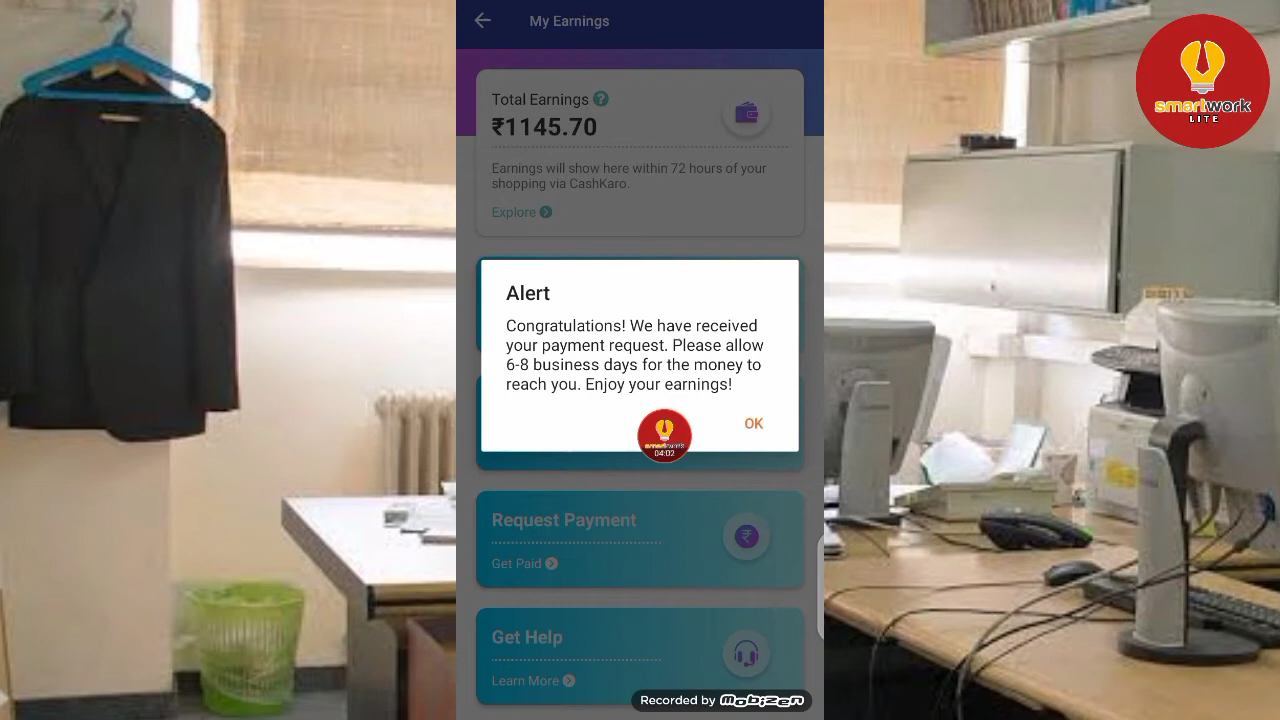 My Earnings
Total Earnings ?
₹1145.70
Earnings will show here within 72 hours of your
shopping via CashKaro.
Explore
Alert
Congratulations! We have received
your payment request. Please allow
6-8 business days for the money to
reach you. Enjoy your earnings!
OK
smartwork
04:02
Request Payment
₹
Get Paid
Get Help
Learn More
Recorded by mobizen
smartwork
LITE